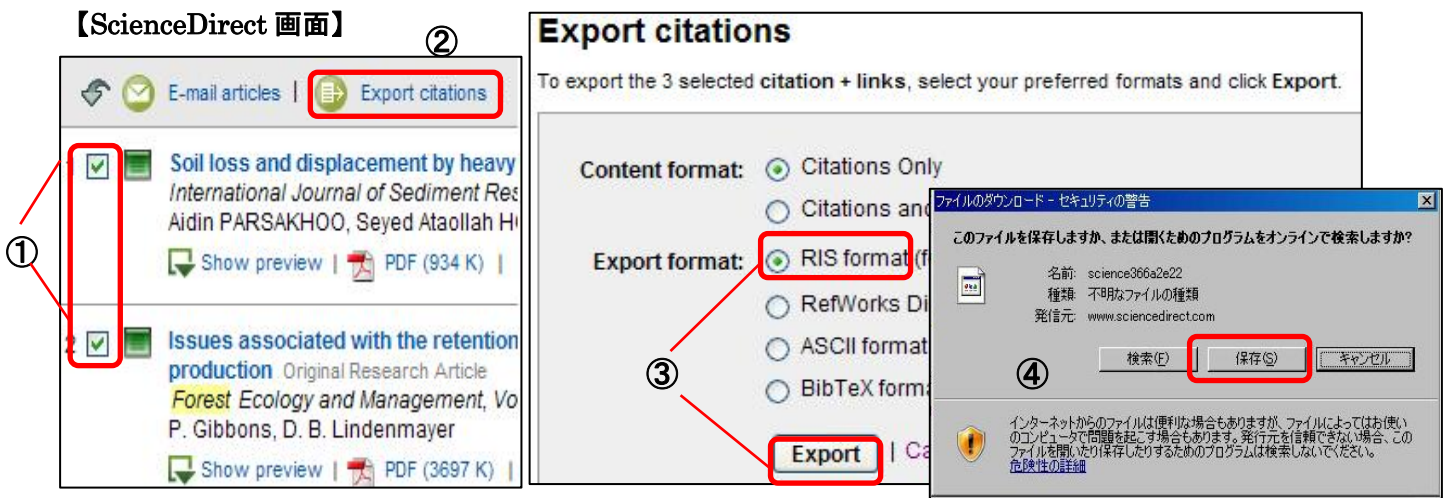 【ScienceDirect 画面】
②
E-mail articles | Export citations
①
1 Soil loss and displacement by heavy
International Journal of Sediment Res
Aidin PARSAKHOO, Seyed Ataollah H
Show preview | PDF (934 K) |
2 Issues associated with the retention
production Original Research Article
Forest Ecology and Management, Vo
P. Gibbons, D. B. Lindenmayer
Show preview | PDF (3697 K) |
Export citations
To export the 3 selected citation + links, select your preferred formats and click Export.
Content format: Citations Only
Citations and
Export format: RIS format (f
RefWorks Di
ASCII format
BibTeX forma
③
Export | Ca
ファイルのダウンロード - セキュリティの警告
このファイルを保存しますか、または開くためのプログラムをオンラインで検索しますか?
名前: science366a2e22
種類: 不明なファイルの種類
発信元: www.sciencedirect.com
④
検索(F) 保存(S) キャンセル
インターネットからのファイルは便利な場合もありますが、ファイルによってはお使い
のコンピュータで問題を起こす場合もあります。発行元を信頼できない場合、この
ファイルを開いたり保存したりするためのプログラムは検索しないでください。
危険性の詳細